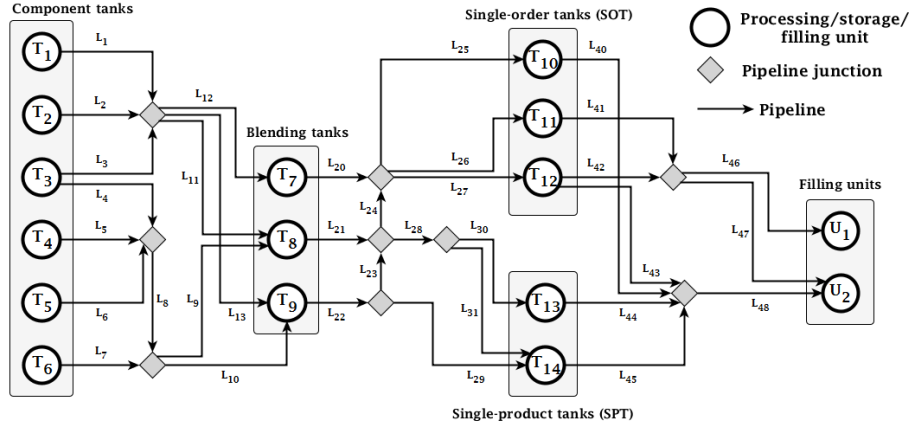 Component tanks
Single-order tanks (SOT)
Processing/storage/
filling unit
Pipeline junction
Pipeline
Blending tanks
Filling units
Single-product tanks (SPT)
T1
T2
T3
T4
T5
T6
T7
T8
T9
T10
T11
T12
T13
T14
U1
U2
L1
L2
L3
L4
L5
L6
L7
L8
L9
L10
L11
L12
L13
L20
L21
L22
L23
L24
L25
L26
L27
L28
L29
L30
L31
L40
L41
L42
L43
L44
L45
L46
L47
L48